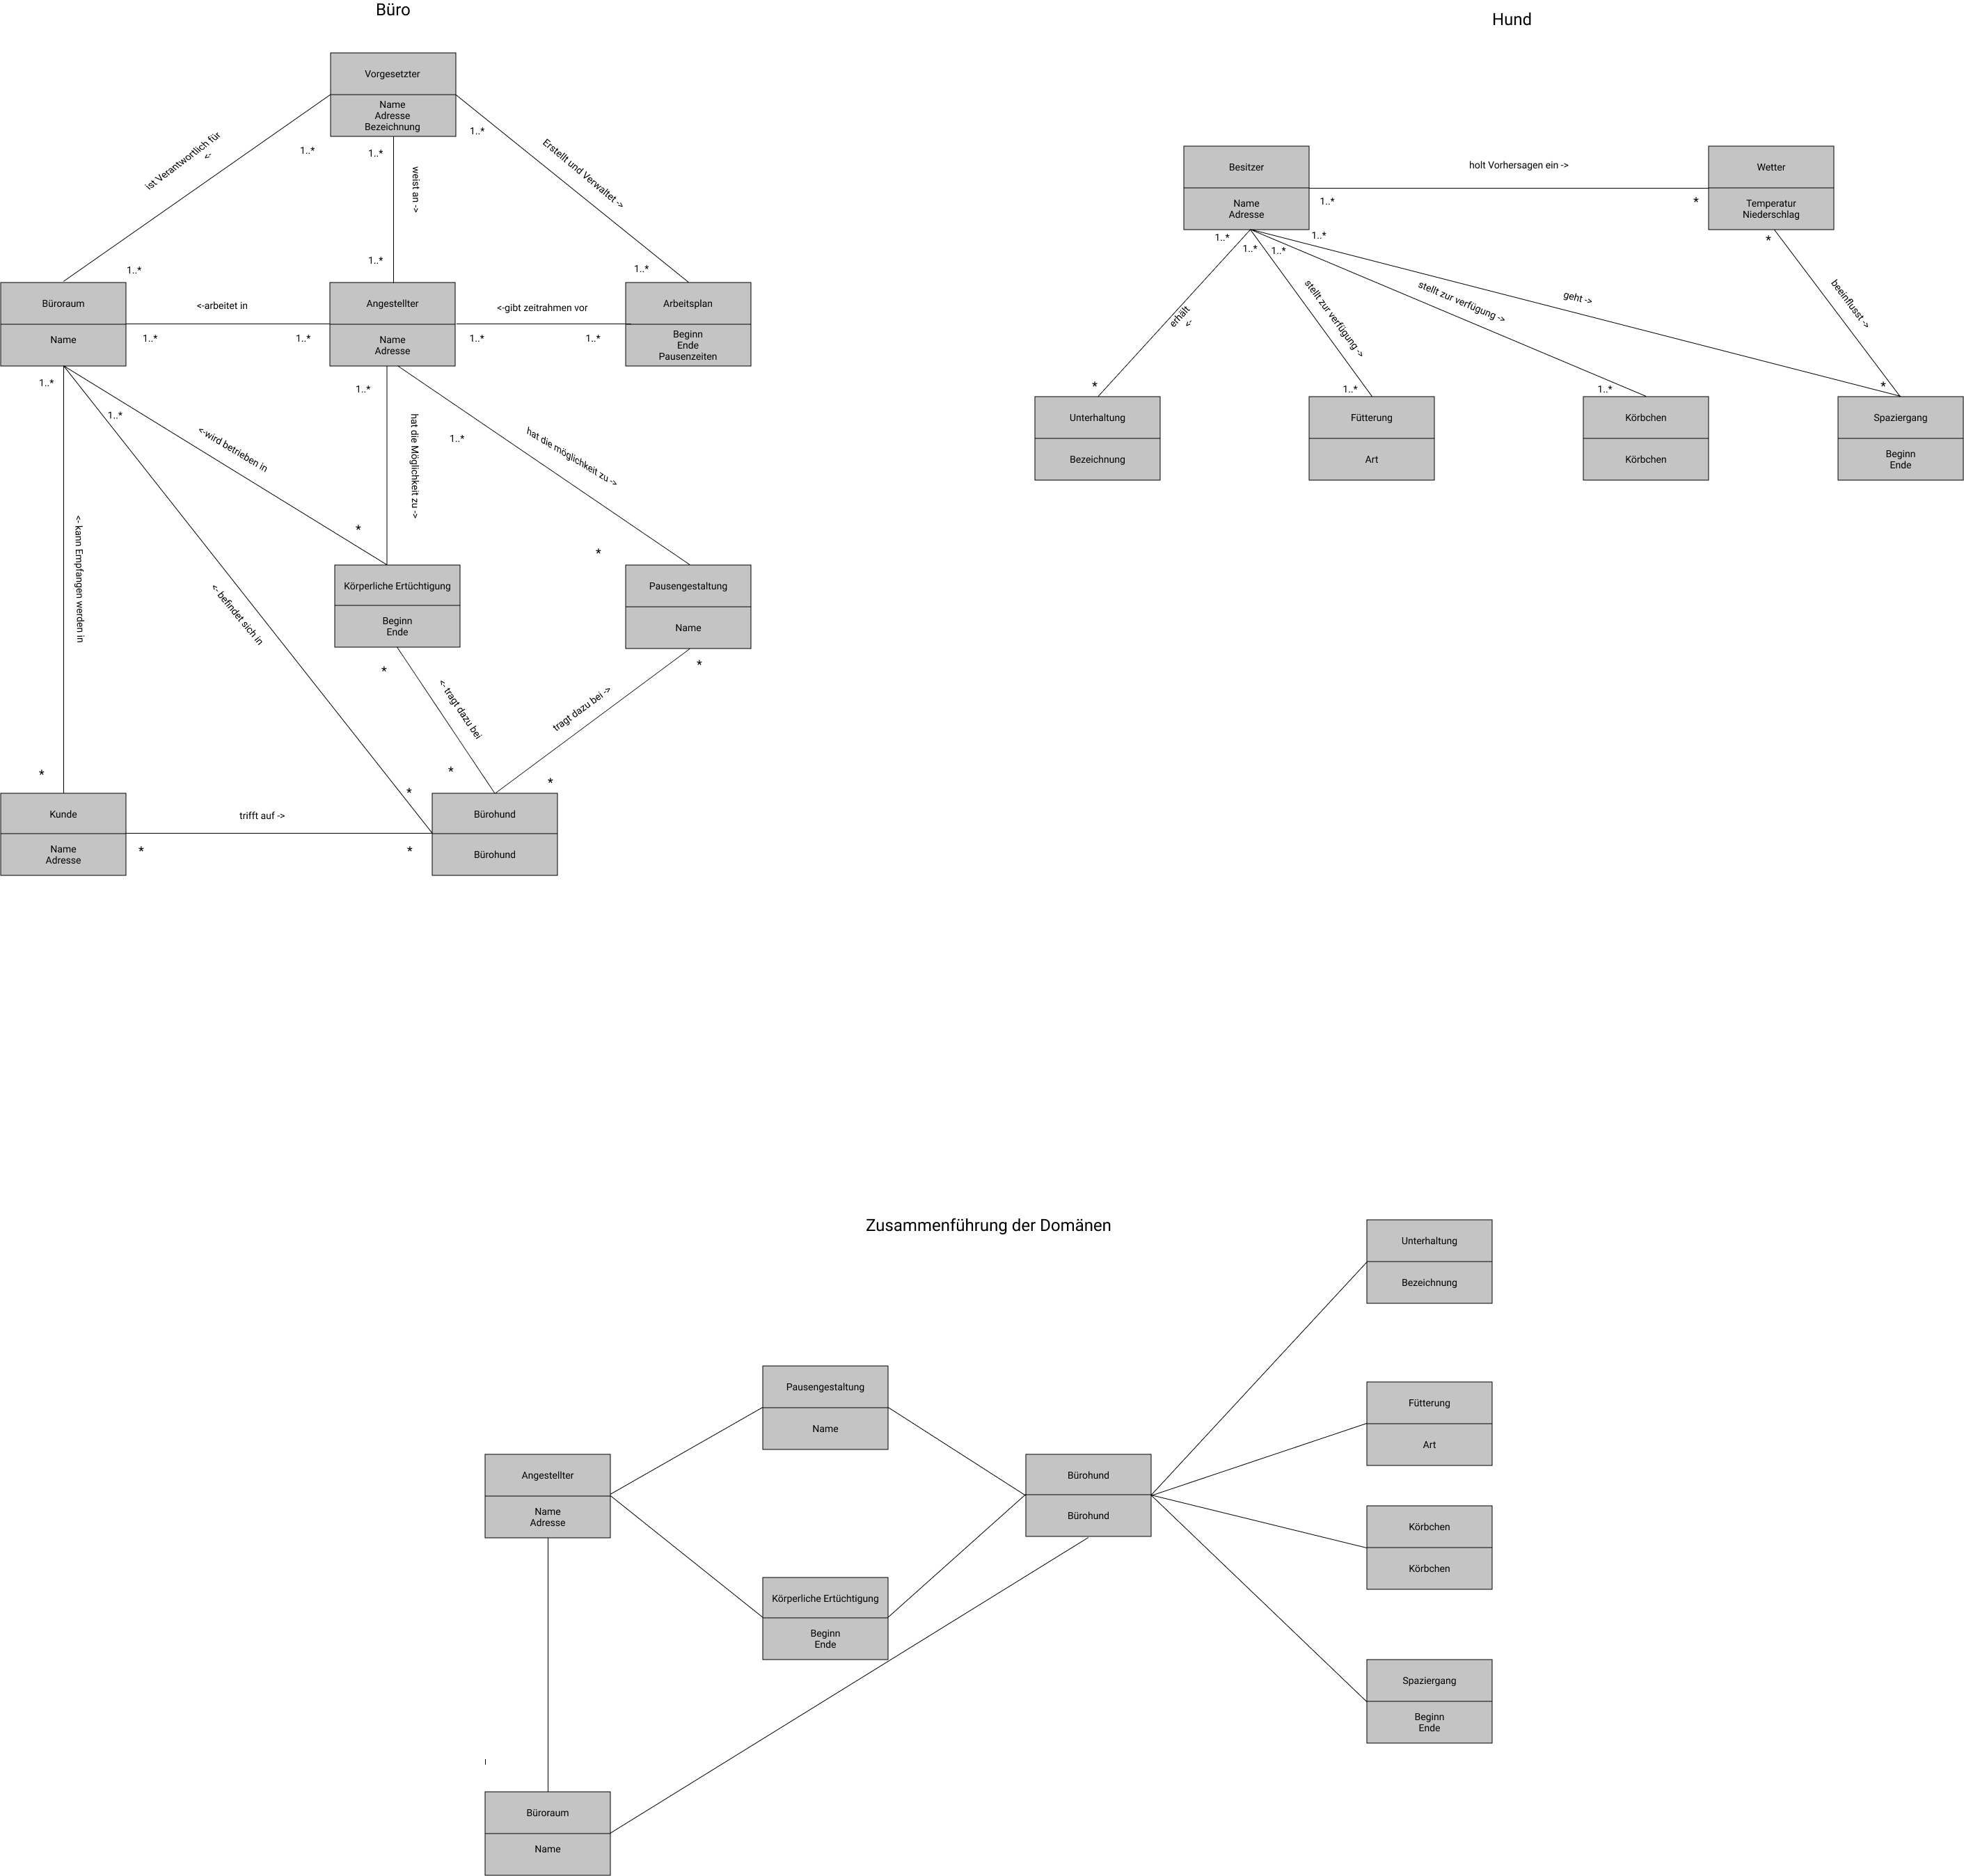 Büro
Hund
Vorgesetzter
Name
Adresse
Bezeichnung
ist Verantwortlich für
<-
1..*
1..*
weist an ->
1..*
Erstellt und Verwaltet ->
1..*
1..*
1..*
Büroraum
Name
<-arbeitet in
1..*
1..*
Angestellter
Name
Adresse
<-gibt zeitrahmen vor
1..*
1..*
Arbeitsplan
Beginn
Ende
Pausenzeiten
1..*
1..*
1..*
1..*
<-wird betrieben in
hat die Möglichkeit zu ->
hat die möglichkeit zu ->
*
*
<- kann Empfangen werden in
<- befindet sich in
Körperliche Ertüchtigung
Beginn
Ende
Pausengestaltung
Name
*
*
<- tragt dazu bei
tragt dazu bei ->
*
*
*
*
Kunde
Name
Adresse
trifft auf ->
*
*
Bürohund
Bürohund
Besitzer
Name
Adresse
holt Vorhersagen ein ->
1..*
*
Wetter
Temperatur
Niederschlag
1..*
1..*
1..*
1..*
*
erhält
<-
stellt zur verfügung ->
stellt zur verfügung ->
geht ->
beeinflusst ->
*
1..*
1..*
*
Unterhaltung
Bezeichnung
Fütterung
Art
Körbchen
Körbchen
Spaziergang
Beginn
Ende
Zusammenführung der Domänen
Unterhaltung
Bezeichnung
Pausengestaltung
Name
Fütterung
Art
Angestellter
Name
Adresse
Bürohund
Bürohund
Körbchen
Körbchen
Körperliche Ertüchtigung
Beginn
Ende
Spaziergang
Beginn
Ende
Büroraum
Name